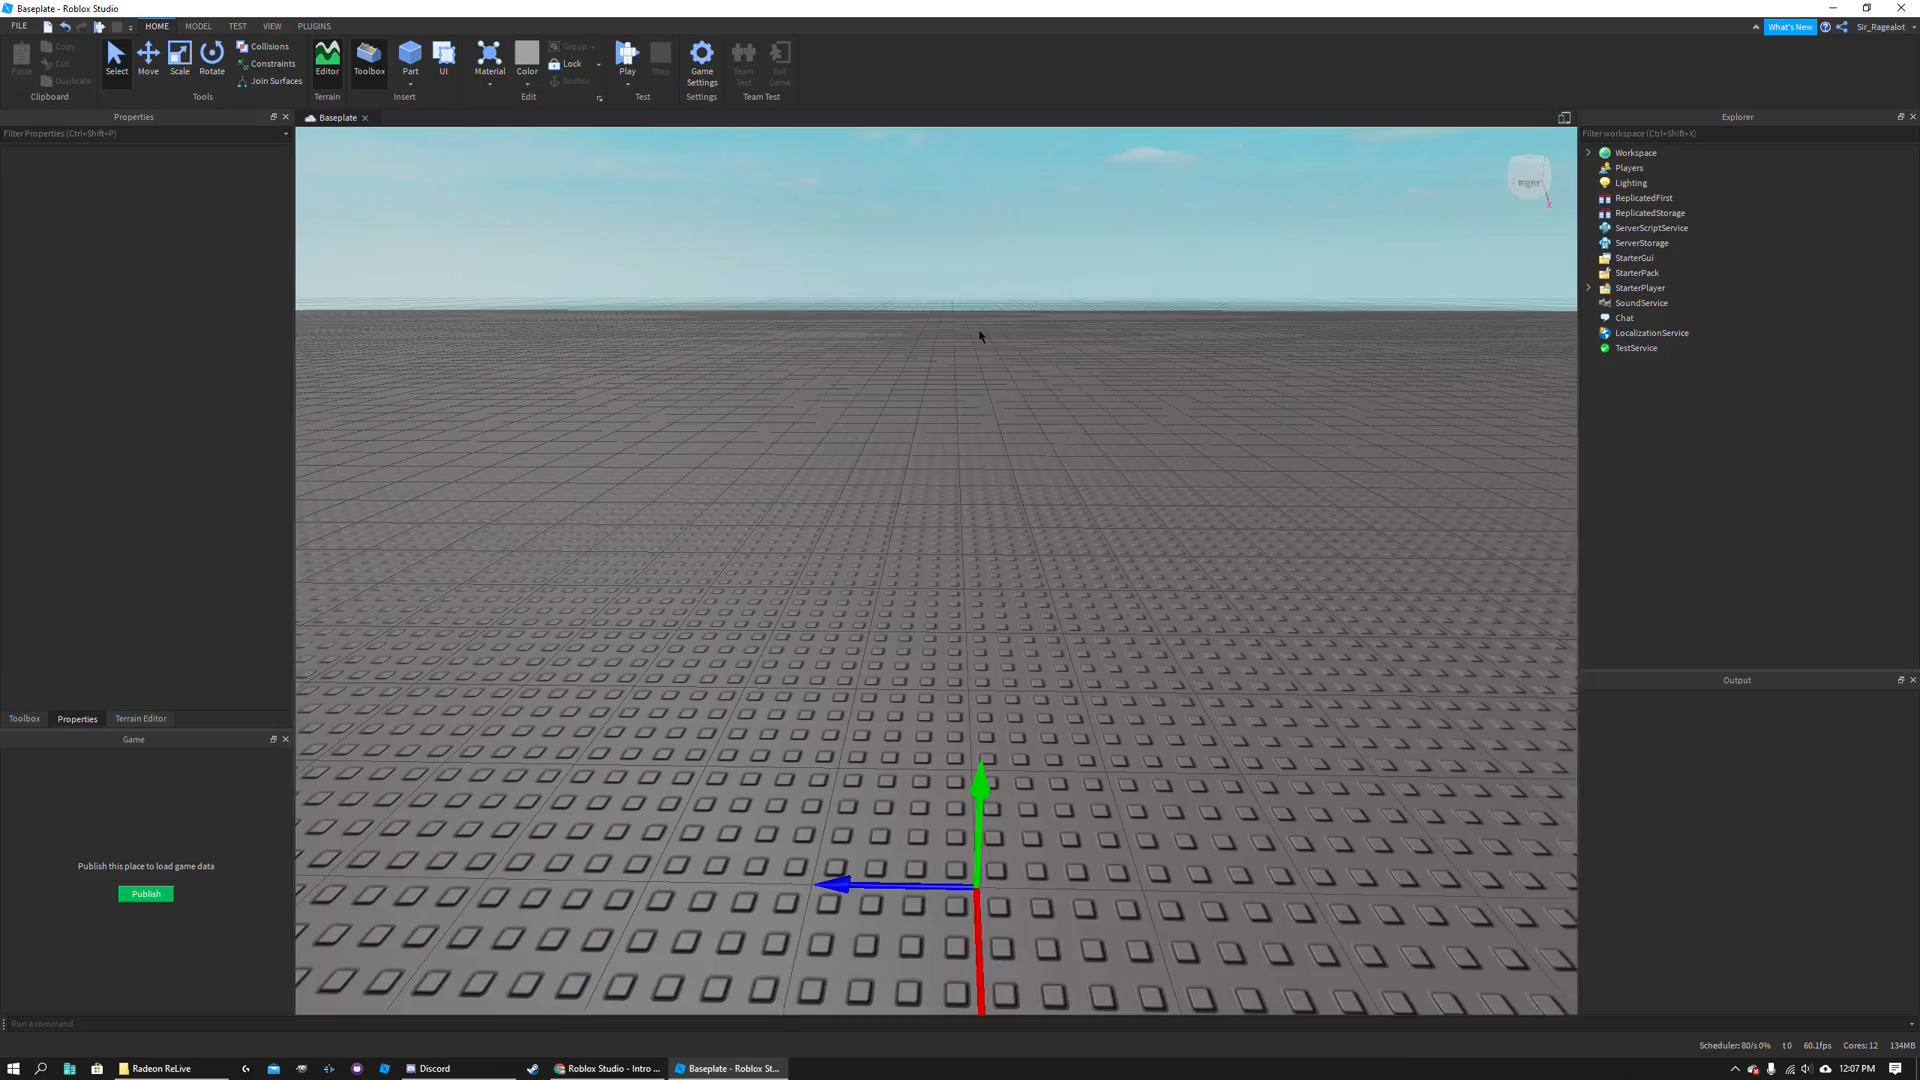 Baseplate - Roblox Studio
FILE HOME MODEL TEST VIEW PLUGINS What's New Sir_Ragealot
Paste Copy Cut Duplicate Select Move Scale Rotate Collisions Constraints Join Surfaces Editor Toolbox Part UI Material Color Group Lock Anchor Play Stop Game Settings Team Test Exit Game
Clipboard Tools Terrain Insert Edit Test Settings Team Test
Properties
Filter Properties (Ctrl+Shift+P)
Baseplate
Right
X
Explorer
Filter workspace (Ctrl+Shift+X)
Workspace
Players
Lighting
ReplicatedFirst
ReplicatedStorage
ServerScriptService
ServerStorage
StarterGui
StarterPack
StarterPlayer
SoundService
Chat
LocalizationService
TestService
Output
Toolbox Properties Terrain Editor
Game
Publish this place to load game data
Publish
Run a command
Scheduler: 80/s 0% t 0 60.1fps Cores: 12 134MB
Radeon ReLive Discord Roblox Studio - Intro ... Baseplate - Roblox St... 12:07 PM